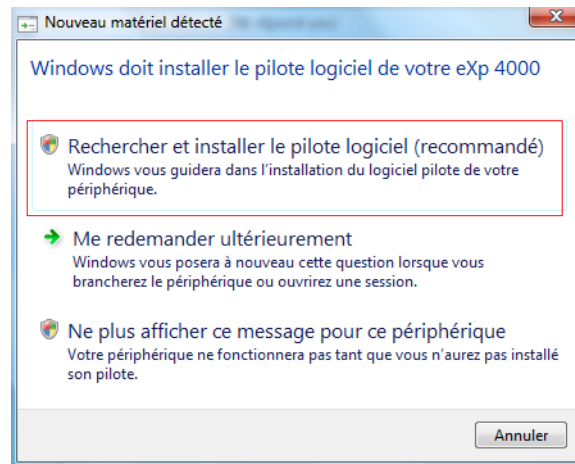 Nouveau matériel détecté
Windows doit installer le pilote logiciel de votre eXp 4000
Rechercher et installer le pilote logiciel (recommandé)
Windows vous guidera dans l'installation du logiciel pilote de votre
périphérique.
Me redemander ultérieurement
Windows vous posera à nouveau cette question lorsque vous
brancherez le périphérique ou ouvrirez une session.
Ne plus afficher ce message pour ce périphérique
Votre périphérique ne fonctionnera pas tant que vous n'aurez pas installé
son pilote.
Annuler